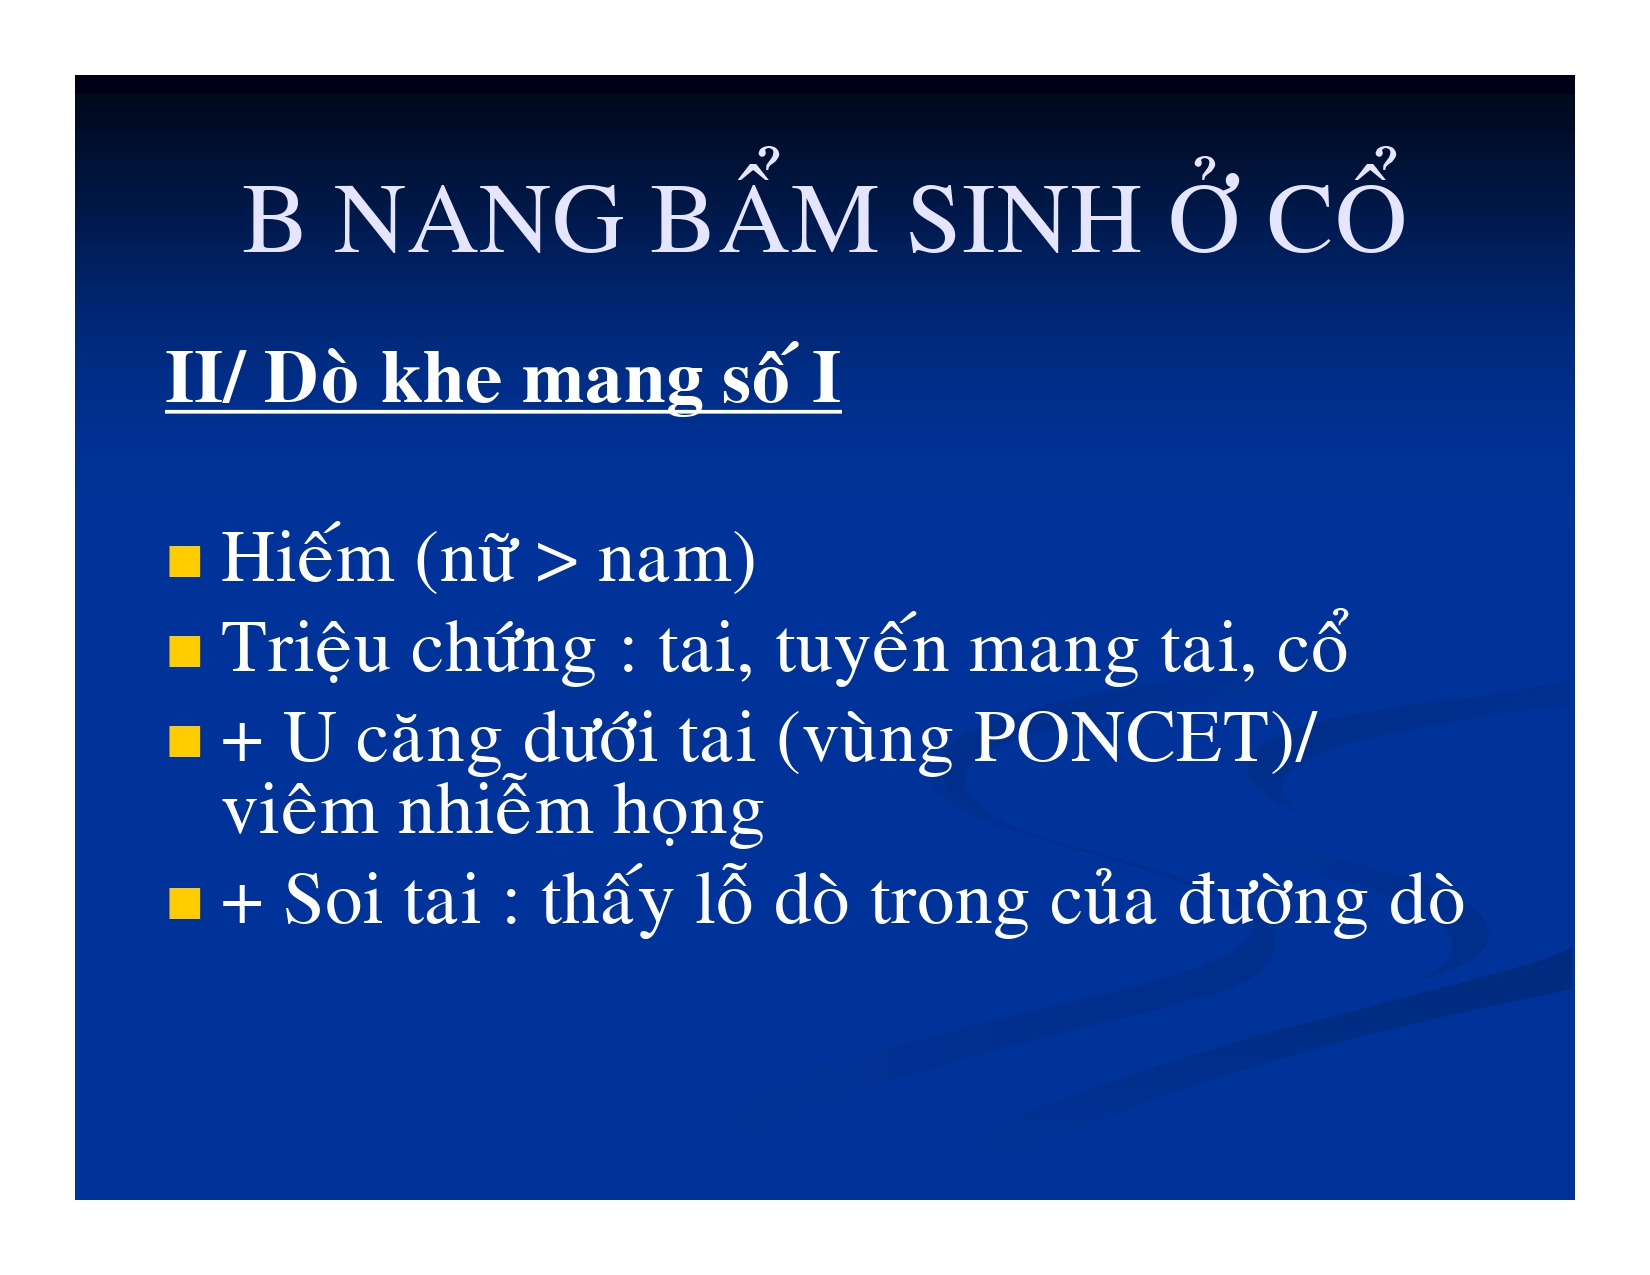 B NANG BẨM SINH Ở CỔ
II/ Dò khe mang số I
Hiếm (nữ > nam)
Triệu chứng : tai, tuyến mang tai, cổ
+ U căng dưới tai (vùng PONCET)/
viêm nhiễm họng
+ Soi tai : thấy lỗ dò trong của đường dò